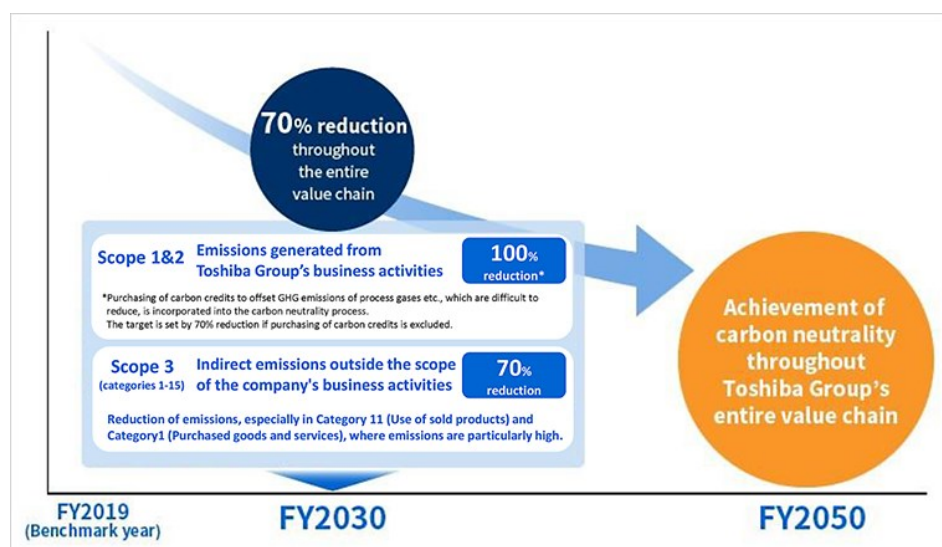 70% reduction
throughout
the entire
value chain
Scope 1&2
Emissions generated from
Toshiba Group's business activities
100%
reduction*
*Purchasing of carbon credits to offset GHG emissions of process gases etc., which are difficult to
reduce, is incorporated into the carbon neutrality process.
The target is set by 70% reduction if purchasing of carbon credits is excluded.
Scope 3
(categories 1-15)
Indirect emissions outside the scope
of the company's business activities
70%
reduction
Reduction of emissions, especially in Category 11 (Use of sold products) and
Category1 (Purchased goods and services), where emissions are particularly high.
Achievement of
carbon neutrality
throughout
Toshiba Group's
entire value chain
FY2019
(Benchmark year)
FY2030
FY2050